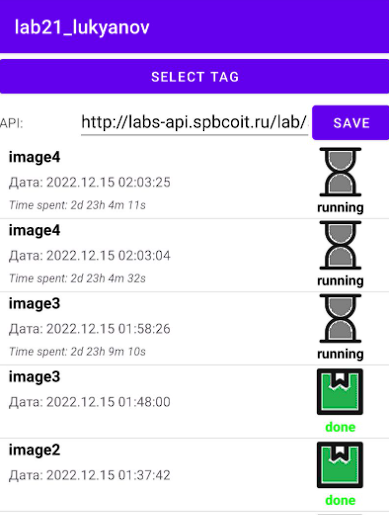 lab21_lukyanov
SELECT TAG
API: http://labs-api.spbcoit.ru/lab/ SAVE
image4
Дата: 2022.12.15 02:03:25
Time spent: 2d 23h 4m 11s running
image4
Дата: 2022.12.15 02:03:04
Time spent: 2d 23h 4m 32s running
image3
Дата: 2022.12.15 01:58:26
Time spent: 2d 23h 9m 10s running
image3
Дата: 2022.12.15 01:48:00
done
image2
Дата: 2022.12.15 01:37:42
done